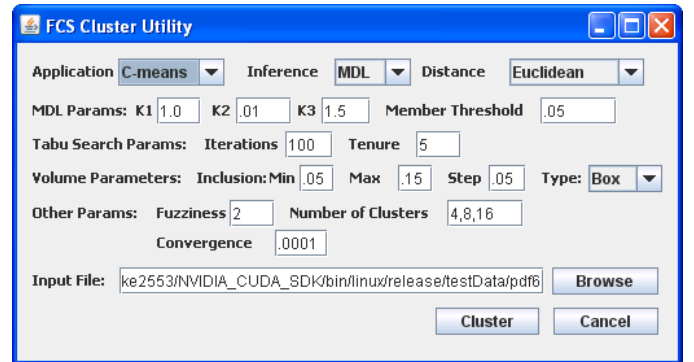 FCS Cluster Utility
Application C-means Inference MDL Distance Euclidean
MDL Params: K1 1.0 K2 .01 K3 1.5 Member Threshold .05
Tabu Search Params: Iterations 100 Tenure 5
Volume Parameters: Inclusion: Min .05 Max .15 Step .05 Type: Box
Other Params: Fuzziness 2 Number of Clusters 4,8,16
Convergence .0001
Input File: ke2553/NVIDIA_CUDA_SDK/bin/linux/release/testData/pdf6 Browse
Cluster Cancel